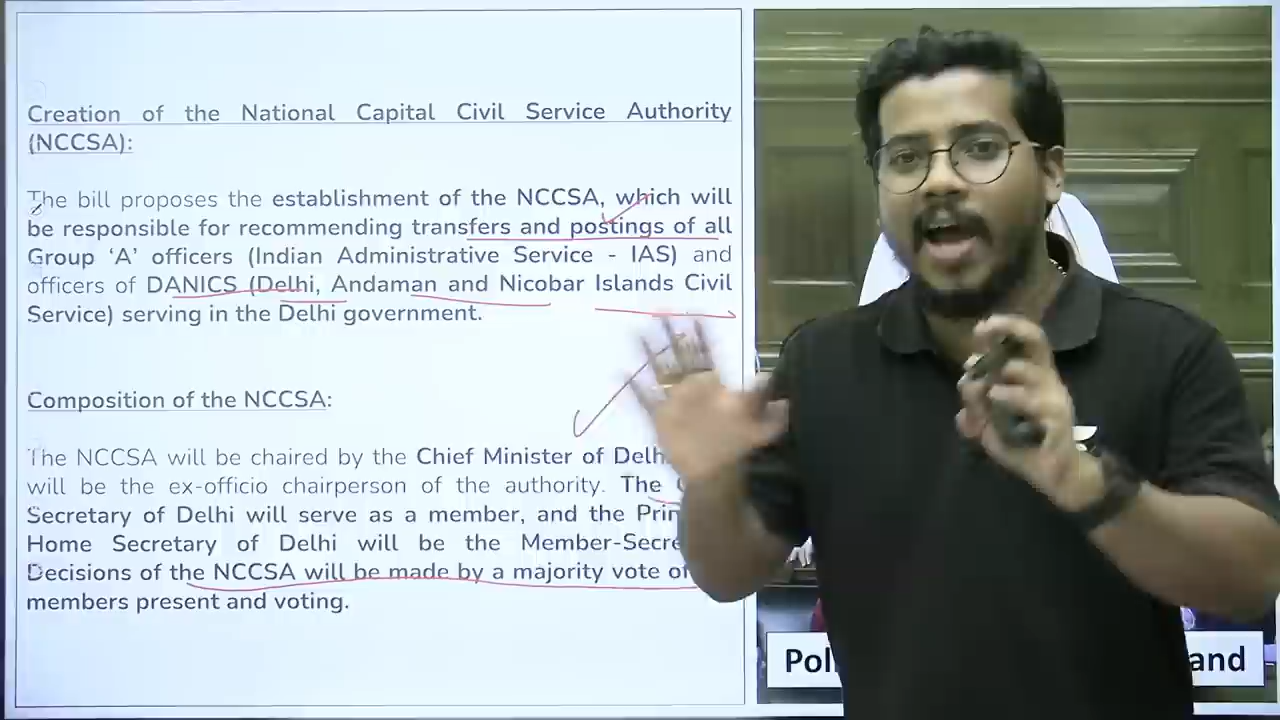 Creation of the National Capital Civil Service Authority
(NCCSA):
The bill proposes the establishment of the NCCSA, which will
be responsible for recommending transfers and postings of all
Group ‘A’ officers (Indian Administrative Service - IAS) and
officers of DANICS (Delhi, Andaman and Nicobar Islands Civil
Service) serving in the Delhi government.
Composition of the NCCSA:
The NCCSA will be chaired by the Chief Minister of
will be the ex-officio chairperson of the authority. The
Secretary of Delhi will serve as a member, and the
Home Secretary of Delhi will be the
Decisions of the NCCSA will be made by a majority vote of
members present and voting.
and